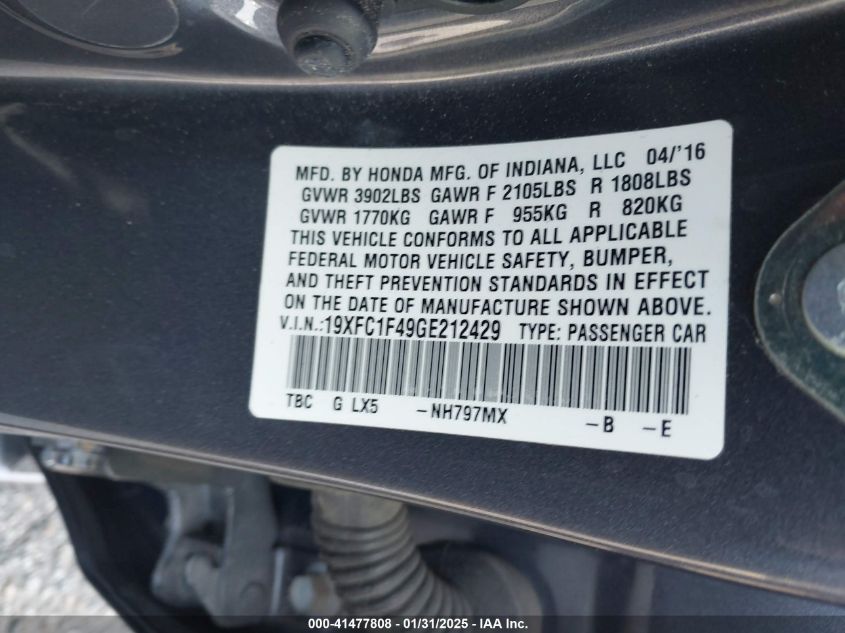 MFD. BY HONDA MFG. OF INDIANA, LLC 04/'16
GVWR 3902LBS GAWR F 2105LBS R 1808LBS
GVWR 1770KG GAWR F 955KG R 820KG
THIS VEHICLE CONFORMS TO ALL APPLICABLE
FEDERAL MOTOR VEHICLE SAFETY, BUMPER,
AND THEFT PREVENTION STANDARDS IN EFFECT
ON THE DATE OF MANUFACTURE SHOWN ABOVE.
V.I.N.:19XFC1F49GE212429 TYPE: PASSENGER CAR
TBC G LX5 -NH797MX -B -E
000-41477808 - 01/31/2025 - IAA Inc.